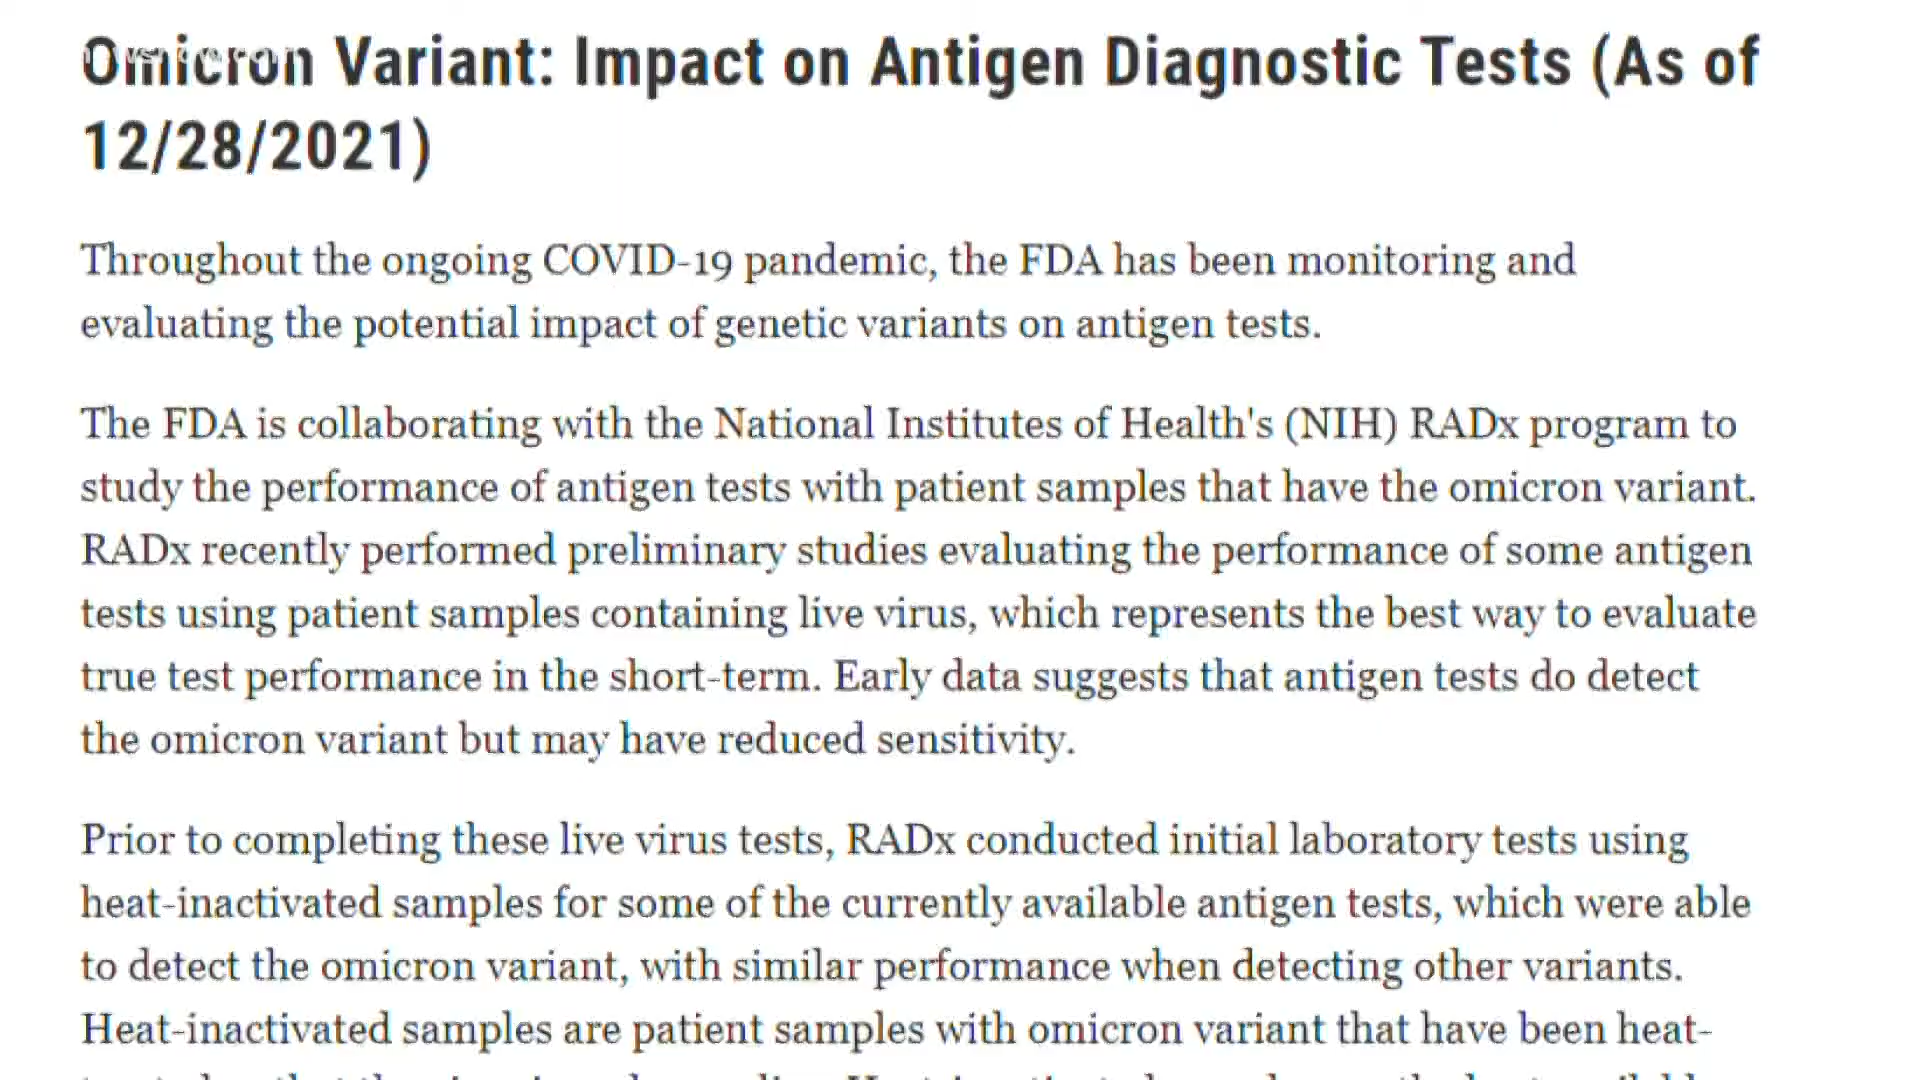 Omicron Variant: Impact on Antigen Diagnostic Tests (As of
12/28/2021)
Throughout the ongoing COVID-19 pandemic, the FDA has been monitoring and
evaluating the potential impact of genetic variants on antigen tests.
The FDA is collaborating with the National Institutes of Health's (NIH) RADx program to
study the performance of antigen tests with patient samples that have the omicron variant.
RADx recently performed preliminary studies evaluating the performance of some antigen
tests using patient samples containing live virus, which represents the best way to evaluate
true test performance in the short-term. Early data suggests that antigen tests do detect
the omicron variant but may have reduced sensitivity.
Prior to completing these live virus tests, RADx conducted initial laboratory tests using
heat-inactivated samples for some of the currently available antigen tests, which were able
to detect the omicron variant, with similar performance when detecting other variants.
Heat-inactivated samples are patient samples with omicron variant that have been heat-